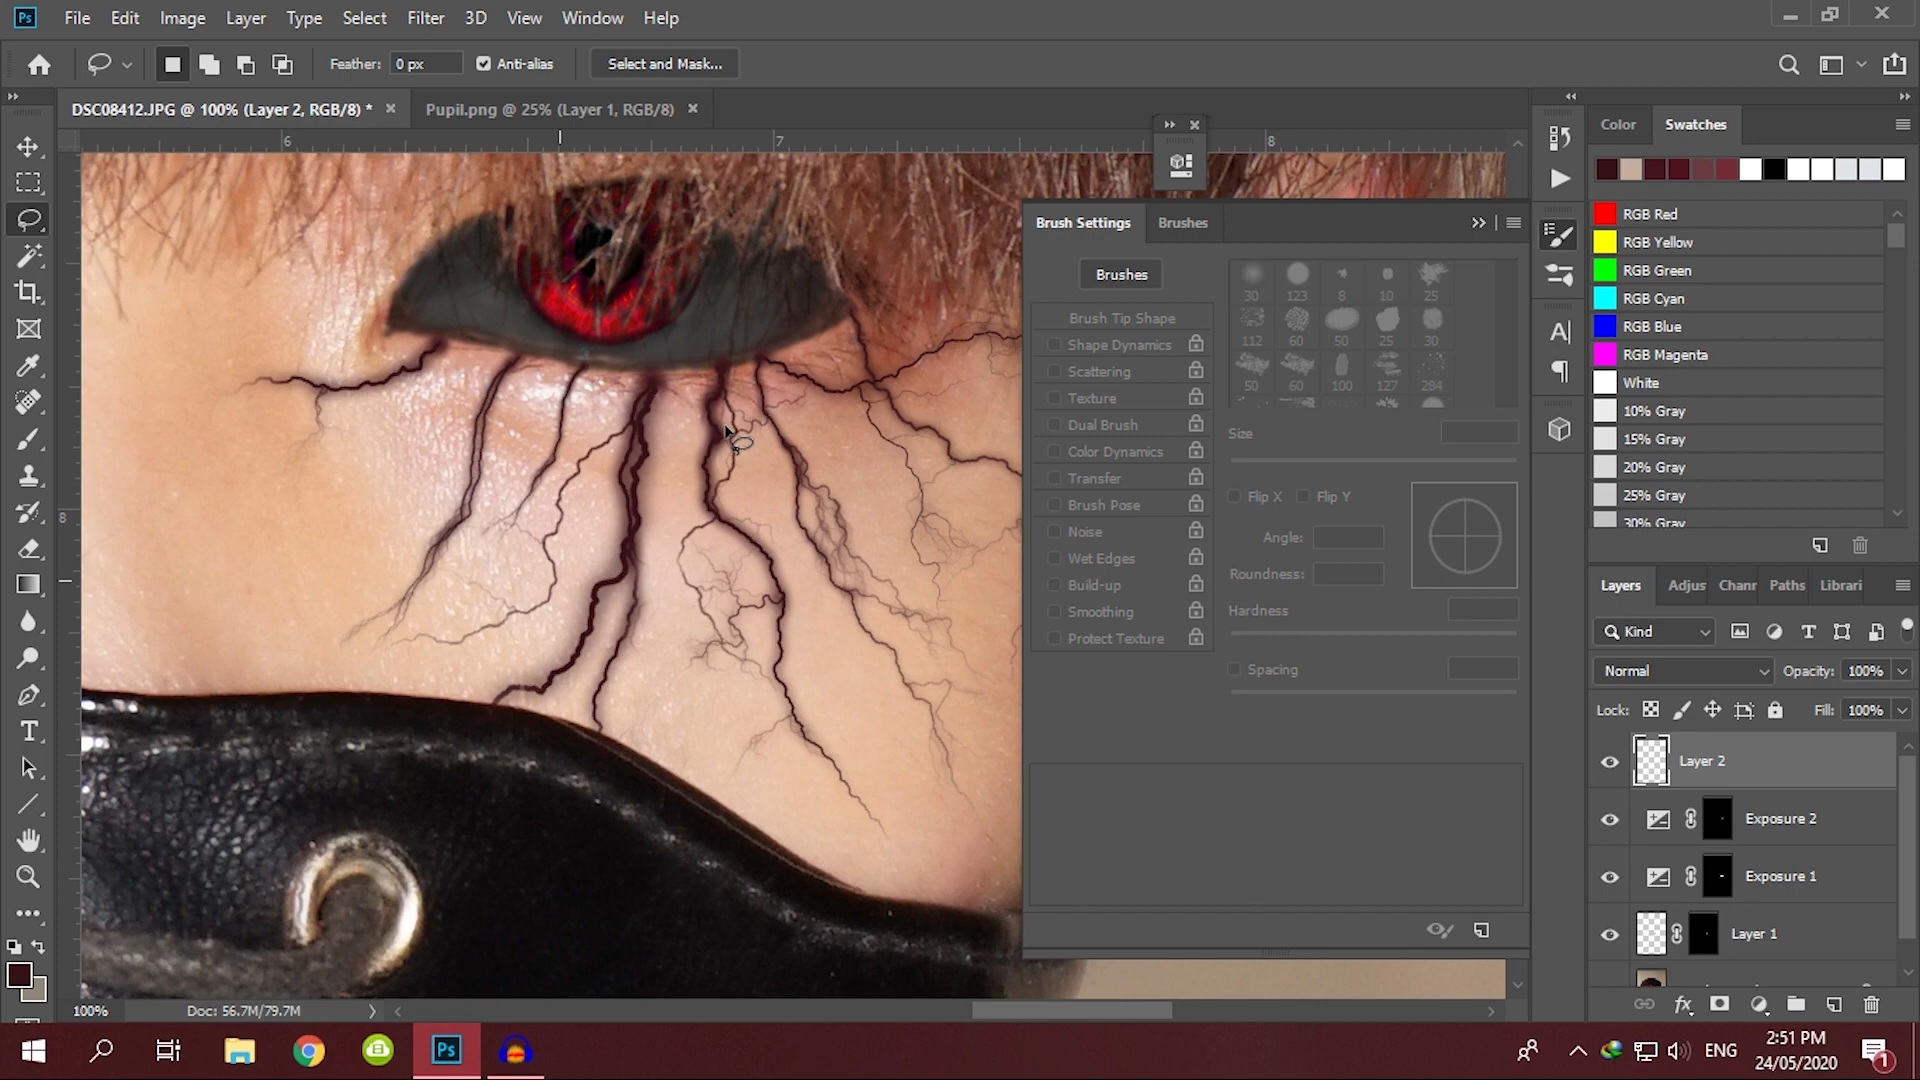 Ps File Edit Image Layer Type Select Filter 3D View Window Help
Feather: 0 px Anti-alias Select and Mask...
DSC08412.JPG @ 100% (Layer 2, RGB/8) * Pupil.png @ 25% (Layer 1, RGB/8)
6 7 8
8
Brush Settings Brushes
Brushes
Brush Tip Shape
Shape Dynamics
Scattering
Texture
Dual Brush
Color Dynamics
Transfer
Brush Pose
Noise
Wet Edges
Build-up
Smoothing
Protect Texture
30 123 8 10 25
112 60 50 25 30
50 60 100 127 284
Size
Flip X Flip Y
Angle:
Roundness:
Hardness
Spacing
Color Swatches
RGB Red
RGB Yellow
RGB Green
RGB Cyan
RGB Blue
RGB Magenta
White
10% Gray
15% Gray
20% Gray
25% Gray
30% Gray
Layers Adjus Chanr Paths Librari
Kind
Normal Opacity: 100%
Lock: Fill: 100%
Layer 2
Exposure 2
Exposure 1
Layer 1
100% Doc: 56.7M/79.7M
Ps
ENG
2:51 PM
24/05/2020
1